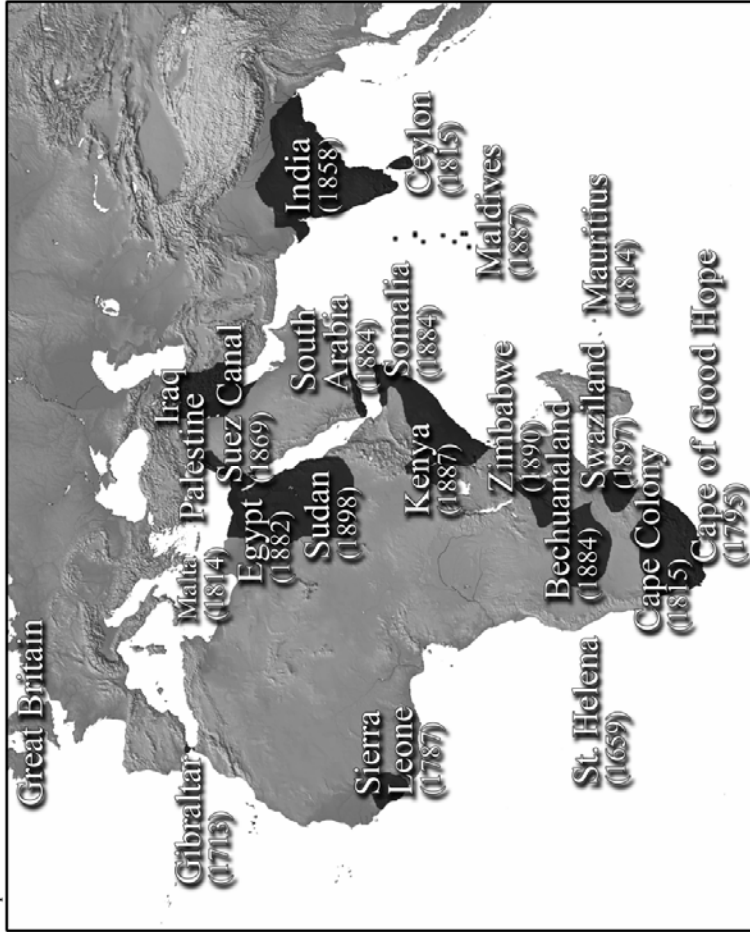 Great Britain
Gibraltar
(1713)
Malta
(1814)
Palestine
Iraq
Suez Canal
(1869)
Egypt
(1882)
Sudan
(1898)
South
Arabia
(1884)
Somalia
(1884)
India
(1858)
Ceylon
(1815)
Maldives
(1887)
Sierra
Leone
(1787)
Kenya
(1887)
Zimbabwe
(1890)
Bechuanaland
(1884)
Swaziland
(1897)
Mauritius
(1814)
St. Helena
(1659)
Cape Colony
(1815)
Cape of Good Hope
(1795)